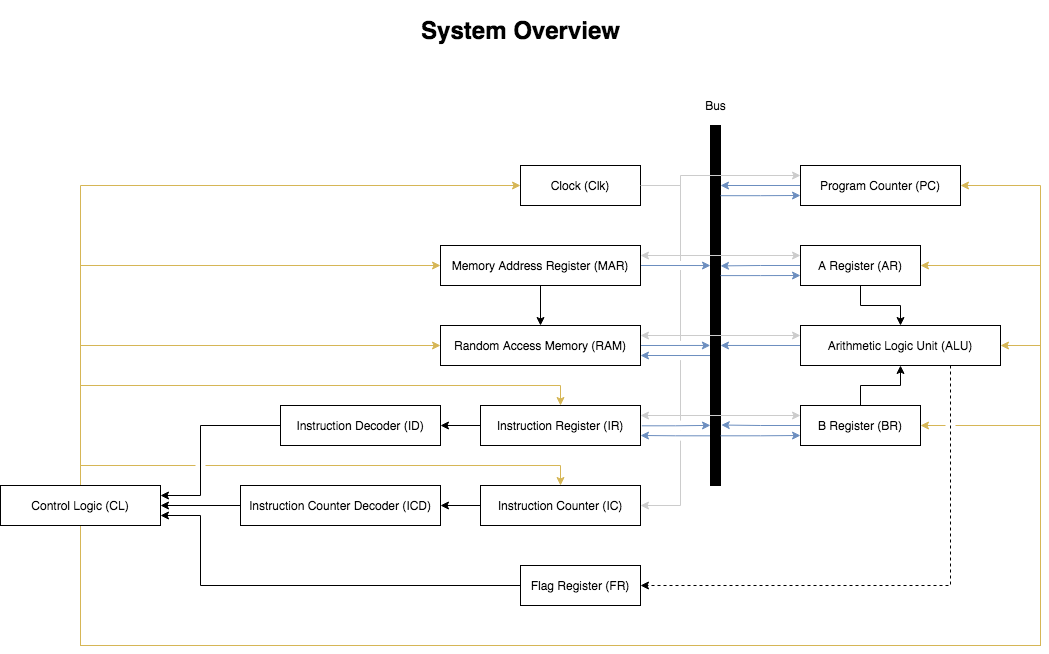 System Overview
Bus
Clock (Clk)
Program Counter (PC)
Memory Address Register (MAR)
A Register (AR)
Random Access Memory (RAM)
Arithmetic Logic Unit (ALU)
Instruction Decoder (ID)
Instruction Register (IR)
B Register (BR)
Control Logic (CL)
Instruction Counter Decoder (ICD)
Instruction Counter (IC)
Flag Register (FR)